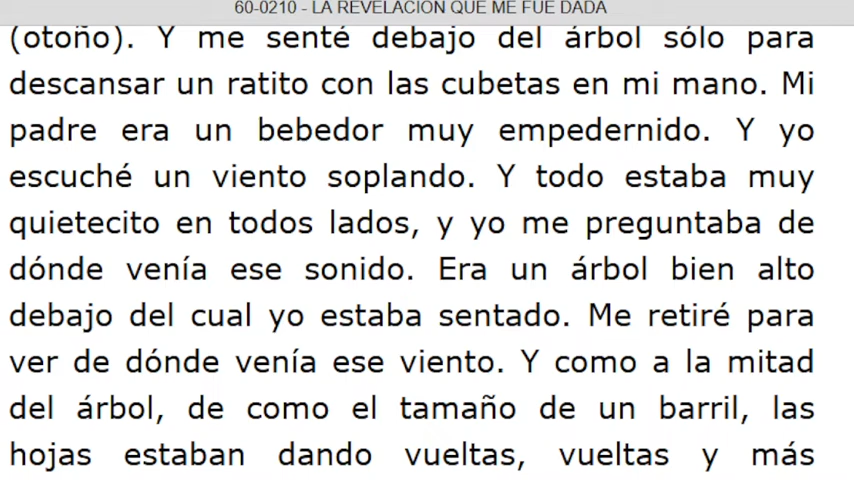 60-0210 - LA REVELACION QUE ME FUE DADA
(otoño). Y me senté debajo del árbol sólo para
descansar un ratito con las cubetas en mi mano. Mi
padre era un bebedor muy empedernido. Y yo
escuché un viento soplando. Y todo estaba muy
quietecito en todos lados, y yo me preguntaba de
dónde venía ese sonido. Era un árbol bien alto
debajo del cual yo estaba sentado. Me retiré para
ver de dónde venía ese viento. Y como a la mitad
del árbol, de como el tamaño de un barril, las
hojas estaban dando vueltas, vueltas y más